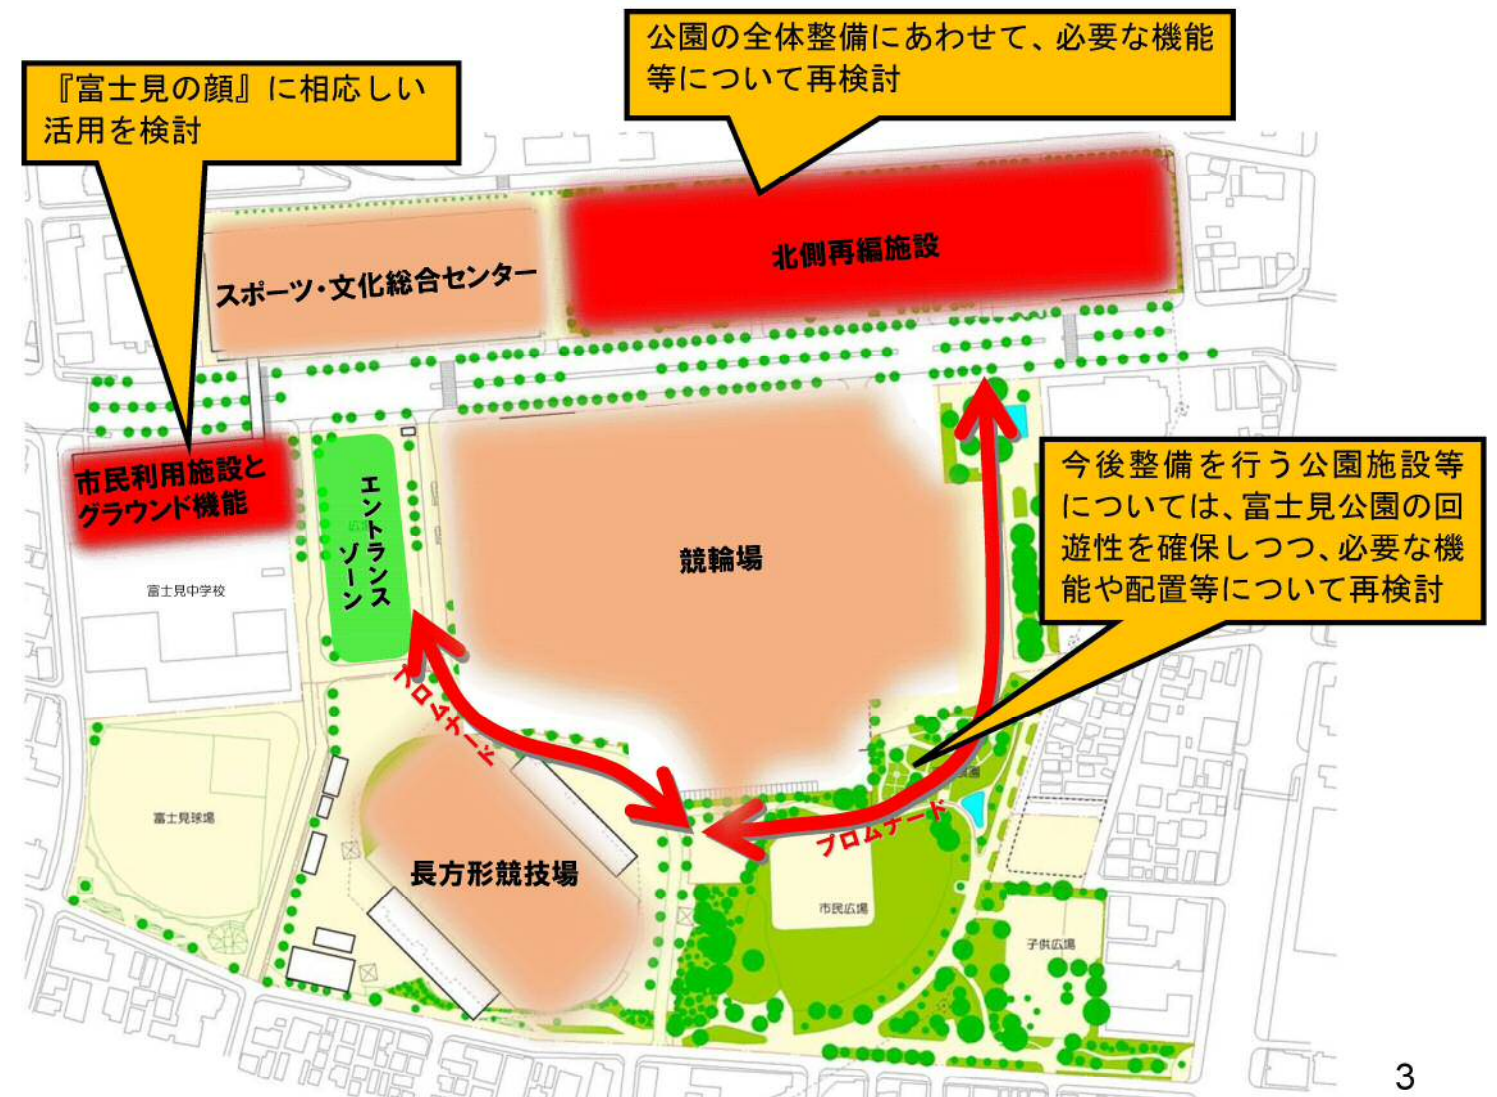 公園の全体整備にあわせて、必要な機能
等について再検討
『富士見の顔』に相応しい
活用を検討
北側再編施設
スポーツ・文化総合センター
市民利用施設と
グラウンド機能
エントランス
ゾーン
広場
競輪場
今後整備を行う公園施設等
については、富士見公園の回
遊性を確保しつつ、必要な機
能や配置等について再検討
富士見中学校
プロムナード
プロムナード
富士見球場
長方形競技場
市民広場
子供広場
3